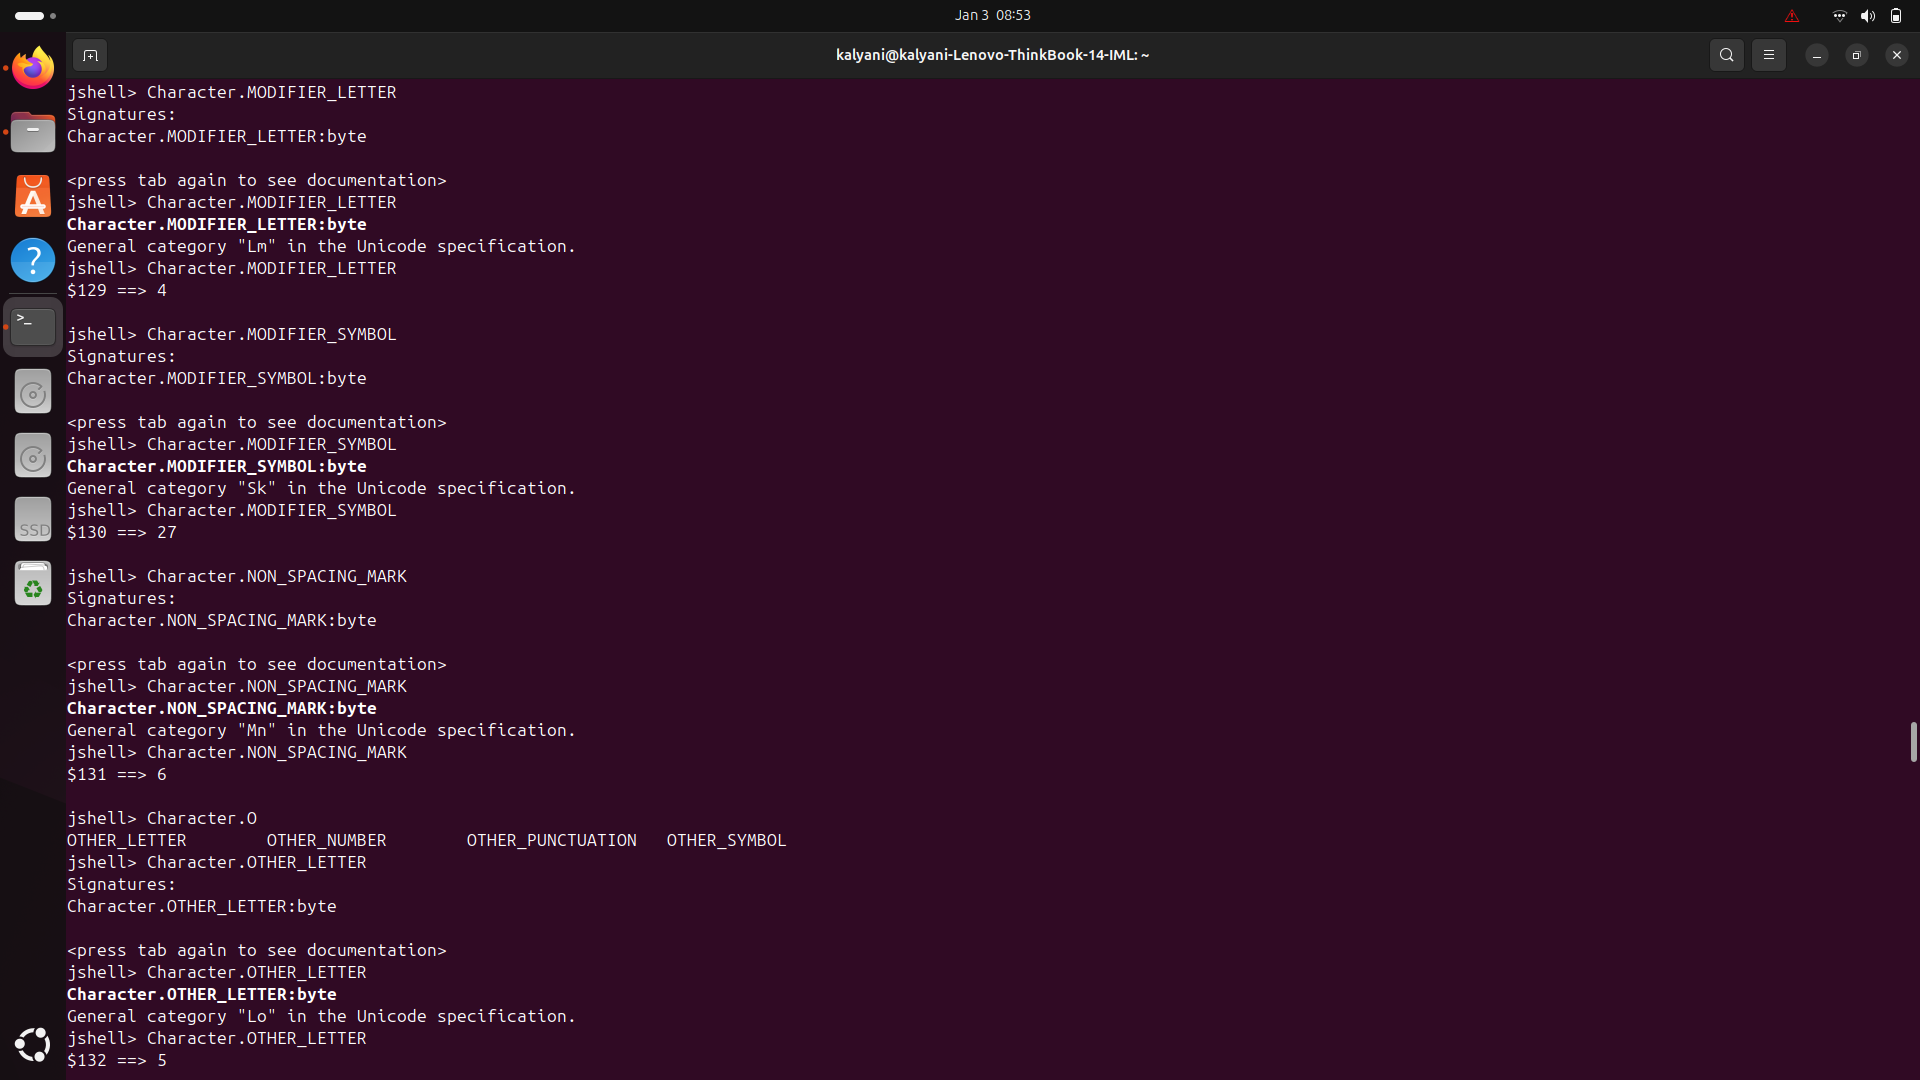 Jan 3 08:53
kalyani@kalyani-Lenovo-ThinkBook-14-IML: ~
jshell> Character.MODIFIER_LETTER
Signatures:
Character.MODIFIER_LETTER:byte
<press tab again to see documentation>
jshell> Character.MODIFIER_LETTER
Character.MODIFIER_LETTER:byte
General category "Lm" in the Unicode specification.
jshell> Character.MODIFIER_LETTER
$129 ==> 4
jshell> Character.MODIFIER_SYMBOL
Signatures:
Character.MODIFIER_SYMBOL:byte
<press tab again to see documentation>
jshell> Character.MODIFIER_SYMBOL
Character.MODIFIER_SYMBOL:byte
General category "Sk" in the Unicode specification.
jshell> Character.MODIFIER_SYMBOL
$130 ==> 27
jshell> Character.NON_SPACING_MARK
Signatures:
Character.NON_SPACING_MARK:byte
<press tab again to see documentation>
jshell> Character.NON_SPACING_MARK
Character.NON_SPACING_MARK:byte
General category "Mn" in the Unicode specification.
jshell> Character.NON_SPACING_MARK
$131 ==> 6
jshell> Character.O
OTHER_LETTER OTHER_NUMBER OTHER_PUNCTUATION OTHER_SYMBOL
jshell> Character.OTHER_LETTER
Signatures:
Character.OTHER_LETTER:byte
<press tab again to see documentation>
jshell> Character.OTHER_LETTER
Character.OTHER_LETTER:byte
General category "Lo" in the Unicode specification.
jshell> Character.OTHER_LETTER
$132 ==> 5
>_
SSD